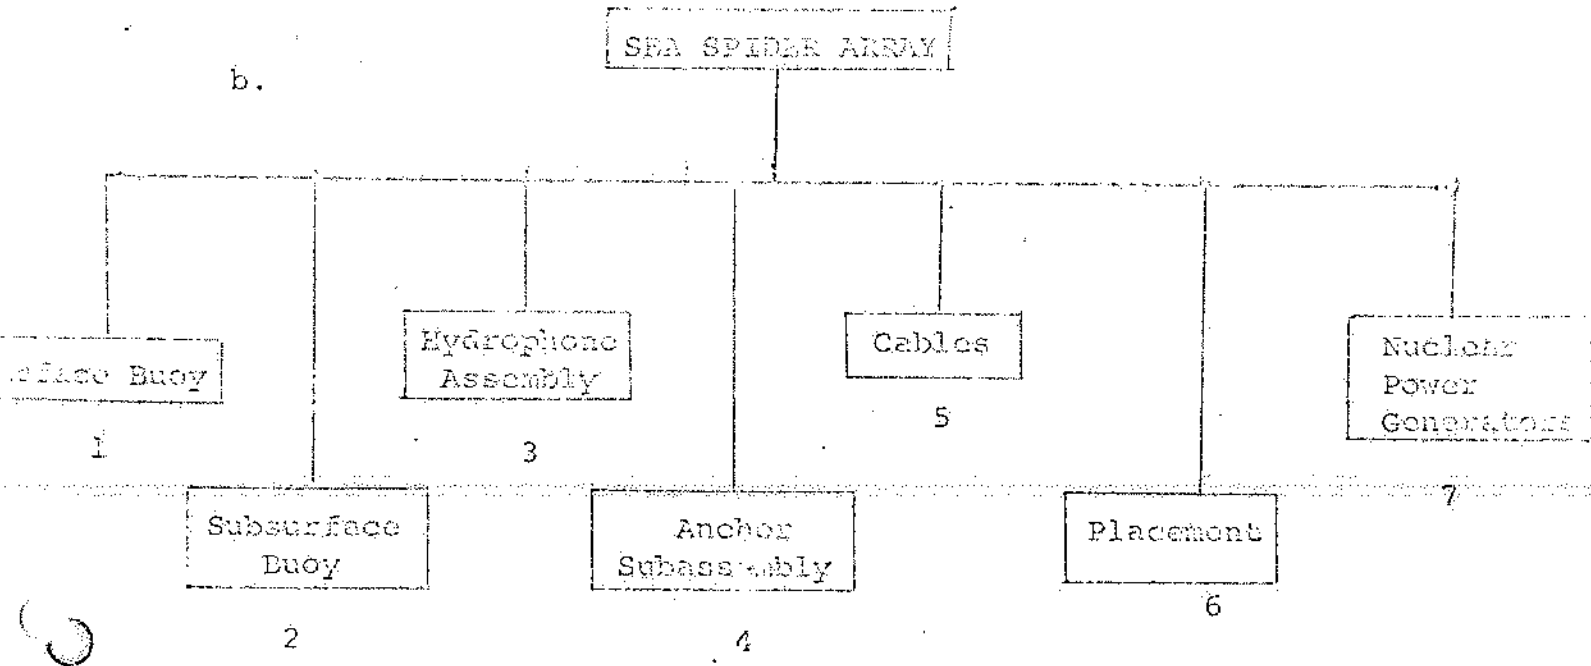 SEA SPIDER ARRAY
b.
Buoy
1
Subsurface
Buoy
2
Hydrophone
Assembly
3
Anchor
Subassembly
4
Cables
5
Placement
6
Nuclear
Power
Generators
7